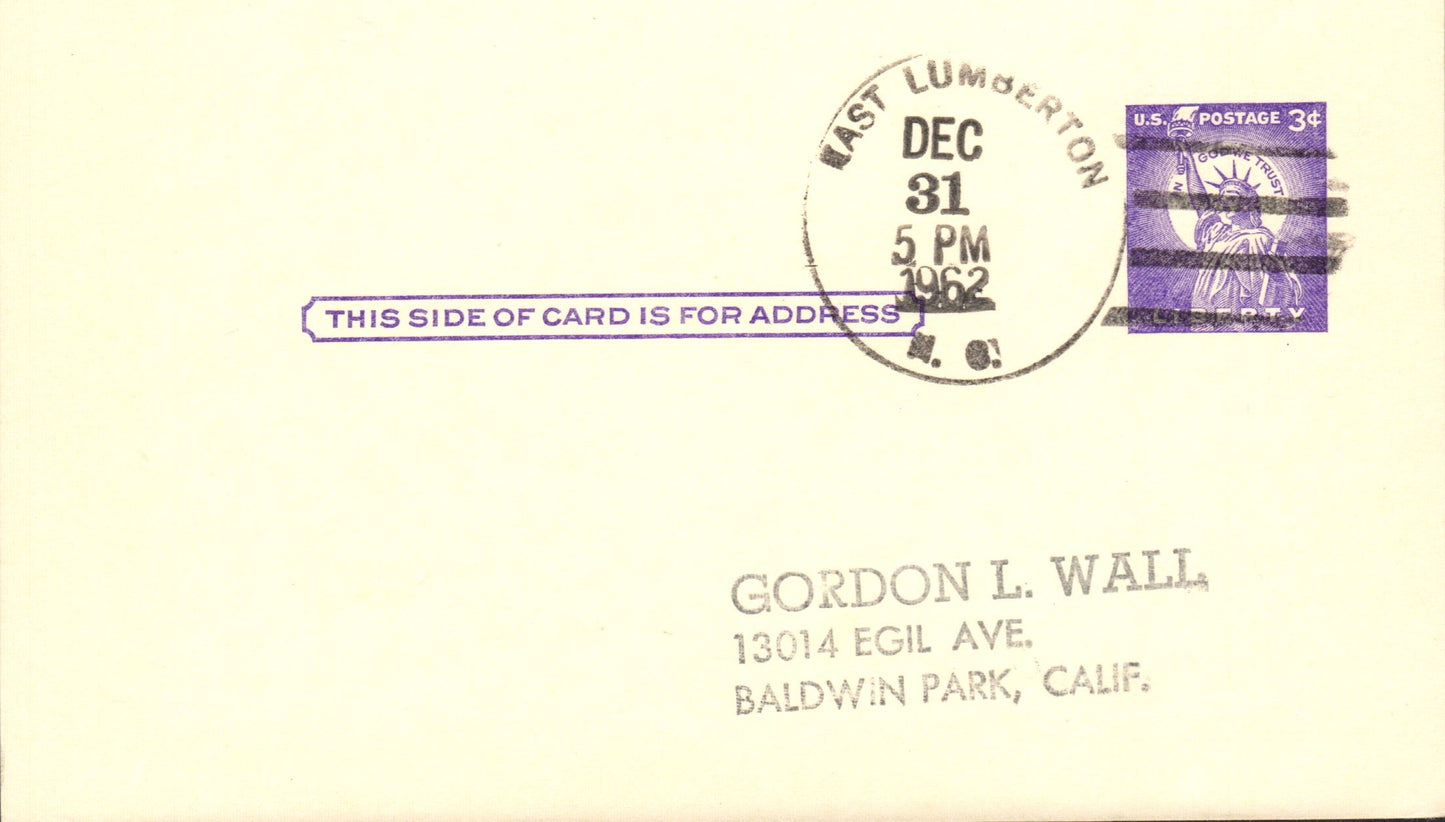 EAST LUMBERTON
DEC
31
5 PM
1962
N. C.
U.S. POSTAGE 3¢
IN GOD WE TRUST
LIBERTY
THIS SIDE OF CARD IS FOR ADDRESS
GORDON L. WALL
13014 EGIL AVE.
BALDWIN PARK, CALIF.